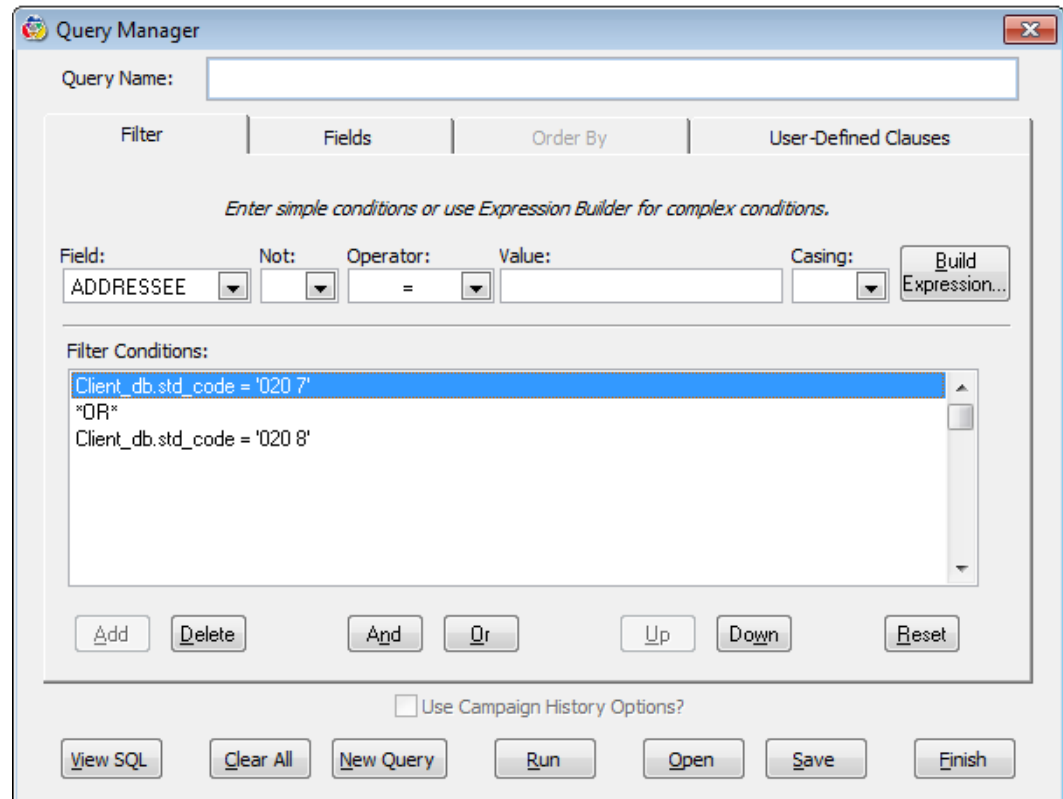 Query Manager
Query Name:
Filter Fields Order By User-Defined Clauses
Enter simple conditions or use Expression Builder for complex conditions.
Field: Not: Operator: Value: Casing: Build
ADDRESSEE = Expression...
Filter Conditions:
Client_db.std_code = '020 7'
*OR*
Client_db.std_code = '020 8'
Add Delete And Or Up Down Reset
Use Campaign History Options?
View SQL Clear All New Query Run Open Save Finish